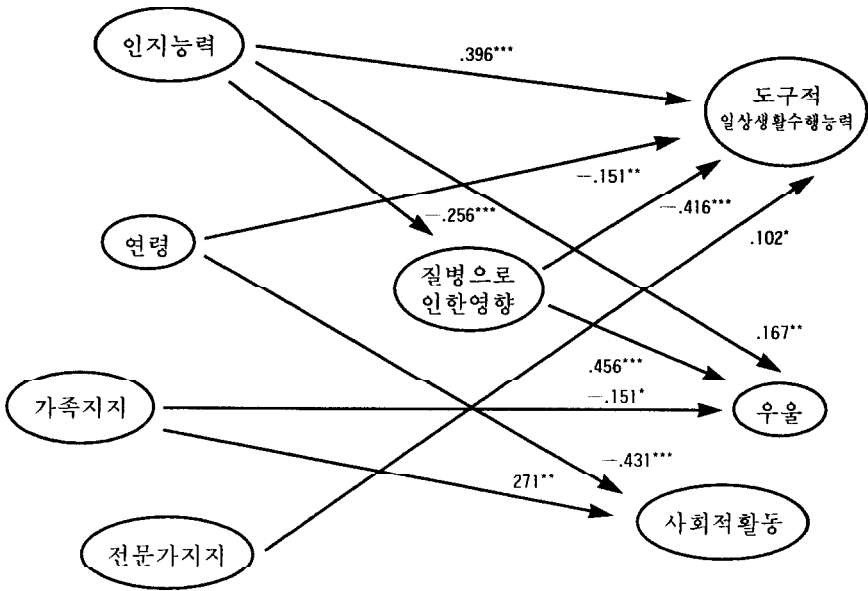 인지능력
.396***
도구적
일상생활수행능력
—.151**
—.256***
—.416***
연령
.102*
질병으로
인한영향
.167**
.456***
가족지지
—.151*
우울
—.431***
271**
사회적활동
전문가지지